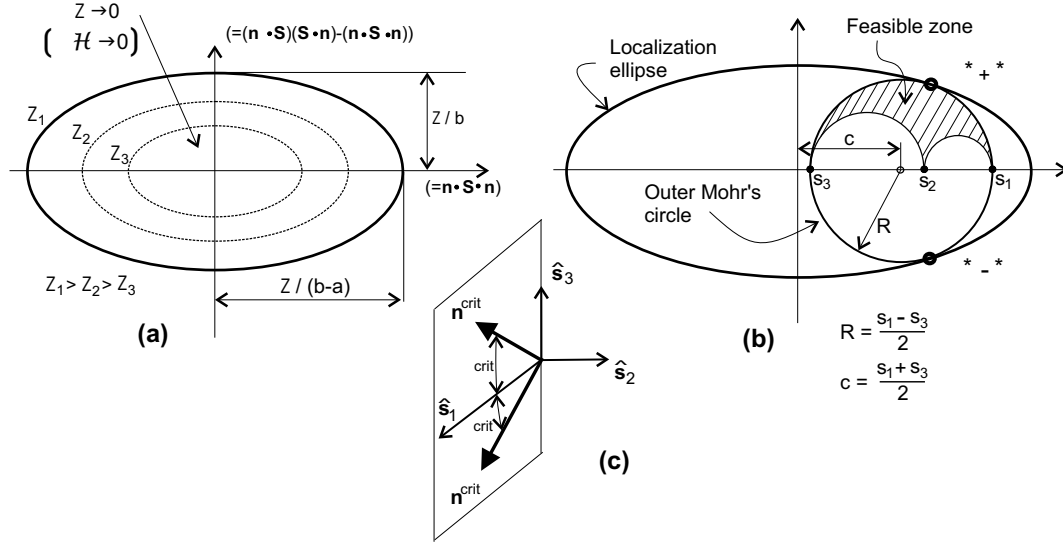 Z →0
( ℋ →0 )
(=(n •S)(S•n)-(n•S•n))
Z₁
Z₂
Z₃
Z / b
(=n•S•n)
Z₁> Z₂> Z₃
Z / (b-a)
(a)
Localization
ellipse
Feasible zone
*+*
c
s₃
s₂
s₁
Outer Mohr's
circle
R
*-*
(b)
R = (s₁ - s₃)/2
c = (s₁ + s₃)/2
ŝ₃
n^crit
crit
ŝ₂
ŝ₁
crit
n^crit
(c)